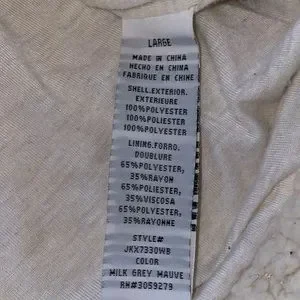 LARGE
MADE IN CHINA
HECHO EN CHINA
FABRIQUE EN CHINE
SHELL.EXTERIOR.
EXTERIEURE
100%POLYESTER
100%POLIESTER
100%POLYESTER
LINING.FORRO.
DOUBLURE
65%POLYESTER,
35%RAYON
65%POLIESTER,
35%VISCOSA
65%POLYESTER,
35%RAYONNE
STYLE#
JKX7330WB
COLOR
MILK GREY MAUVE
RN#3059279